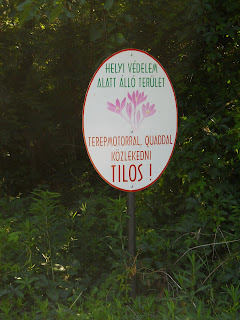 HELYI VÉDELEM
ALATT ÁLLÓ TERÜLET
TEREPMOTORRAL, QUADDAL
KÖZLEKEDNI
TILOS !